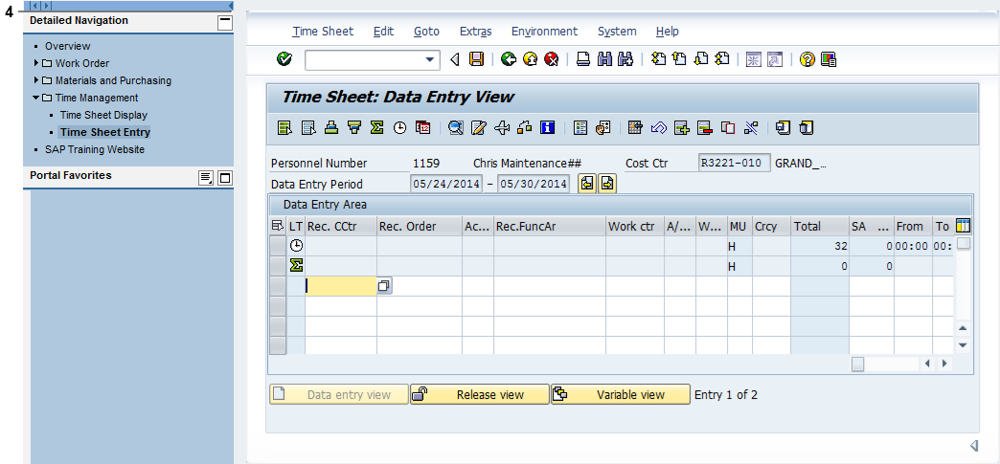 4
Detailed Navigation
Overview
Work Order
Materials and Purchasing
Time Management
Time Sheet Display
Time Sheet Entry
SAP Training Website
Portal Favorites
Time Sheet Edit Goto Extras Environment System Help
Time Sheet: Data Entry View
12
Personnel Number 1159 Chris Maintenance## Cost Ctr R3221-010 GRAND_...
Data Entry Period 05/24/2014 - 05/30/2014
Data Entry Area
LT Rec. CCtr Rec. Order Ac... Rec.FuncAr Work ctr A/... W... MU Crcy Total SA ... From To
H 32 0 00:00 00:
H 0 0
Data entry view Release view Variable view Entry 1 of 2